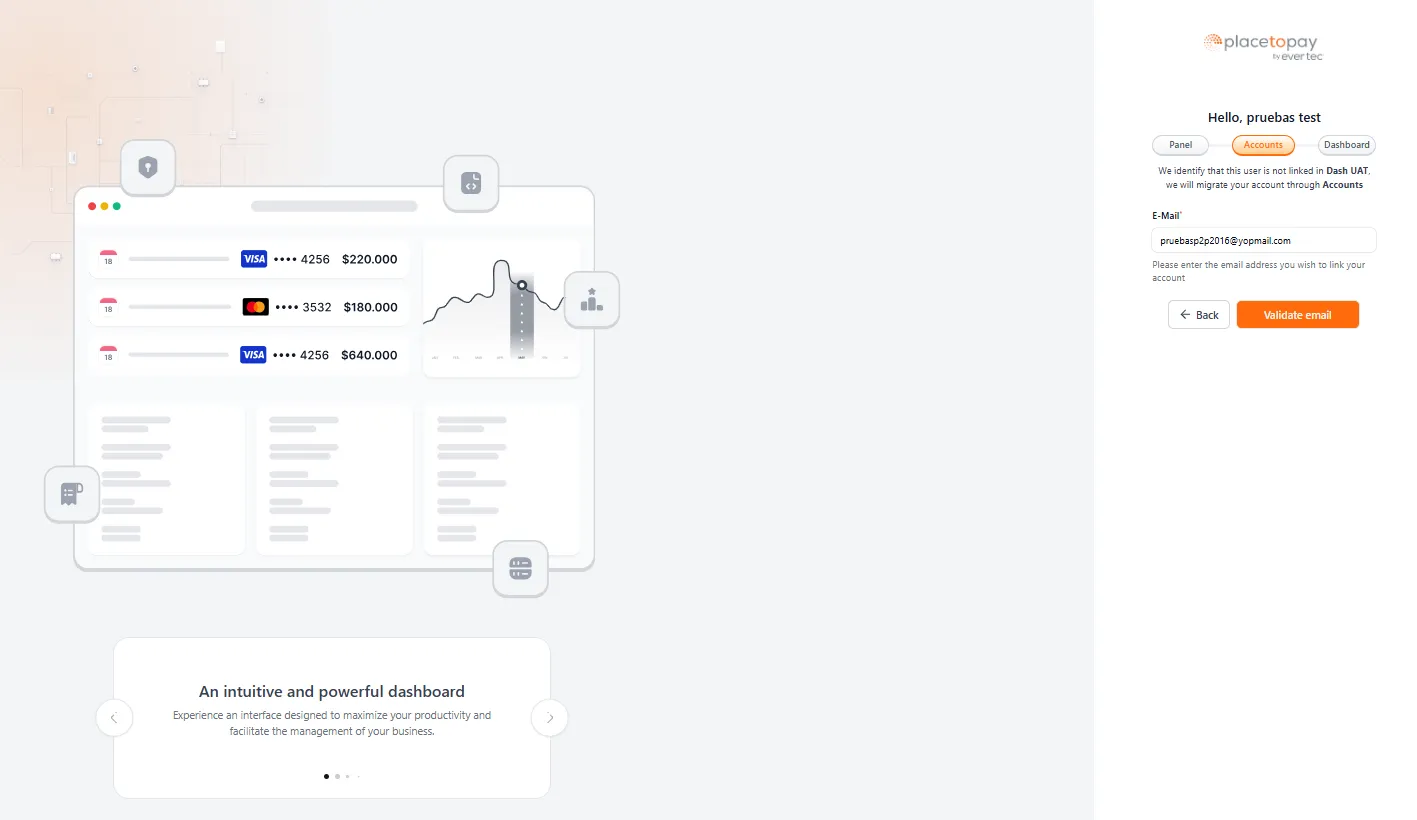 placetopay
by evertec
Hello, pruebas test
Panel
Accounts
Dashboard
We identify that this user is not linked in Dash UAT,
we will migrate your account through Accounts
E-Mail*
pruebasp2p2016@yopmail.com
Please enter the email address you wish to link your
account
Back
Validate email
18
VISA
•••• 4256
$220.000
18
•••• 3532
$180.000
18
VISA
•••• 4256
$640.000
An intuitive and powerful dashboard
Experience an interface designed to maximize your productivity and
facilitate the management of your business.